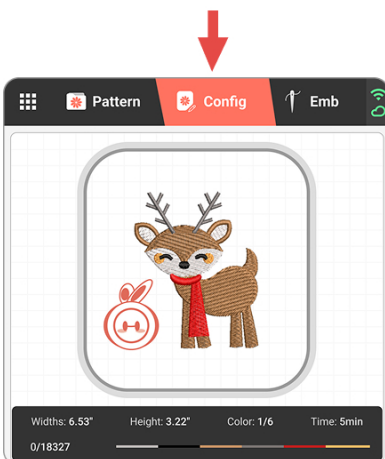 Pattern
Config
Emb
Widths: 6.53" Height: 3.22" Color: 1/6 Time: 5min
0/18327